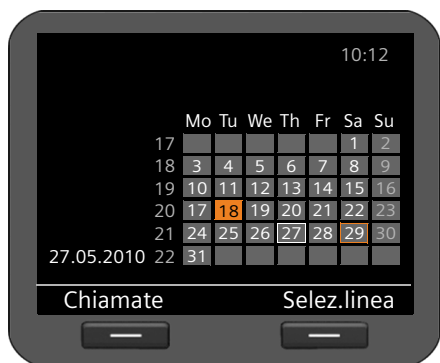 10:12
Mo Tu We Th Fr Sa Su
17 1 2
18 3 4 5 6 7 8 9
19 10 11 12 13 14 15 16
20 17 18 19 20 21 22 23
21 24 25 26 27 28 29 30
27.05.2010 22 31
Chiamate Selez.linea